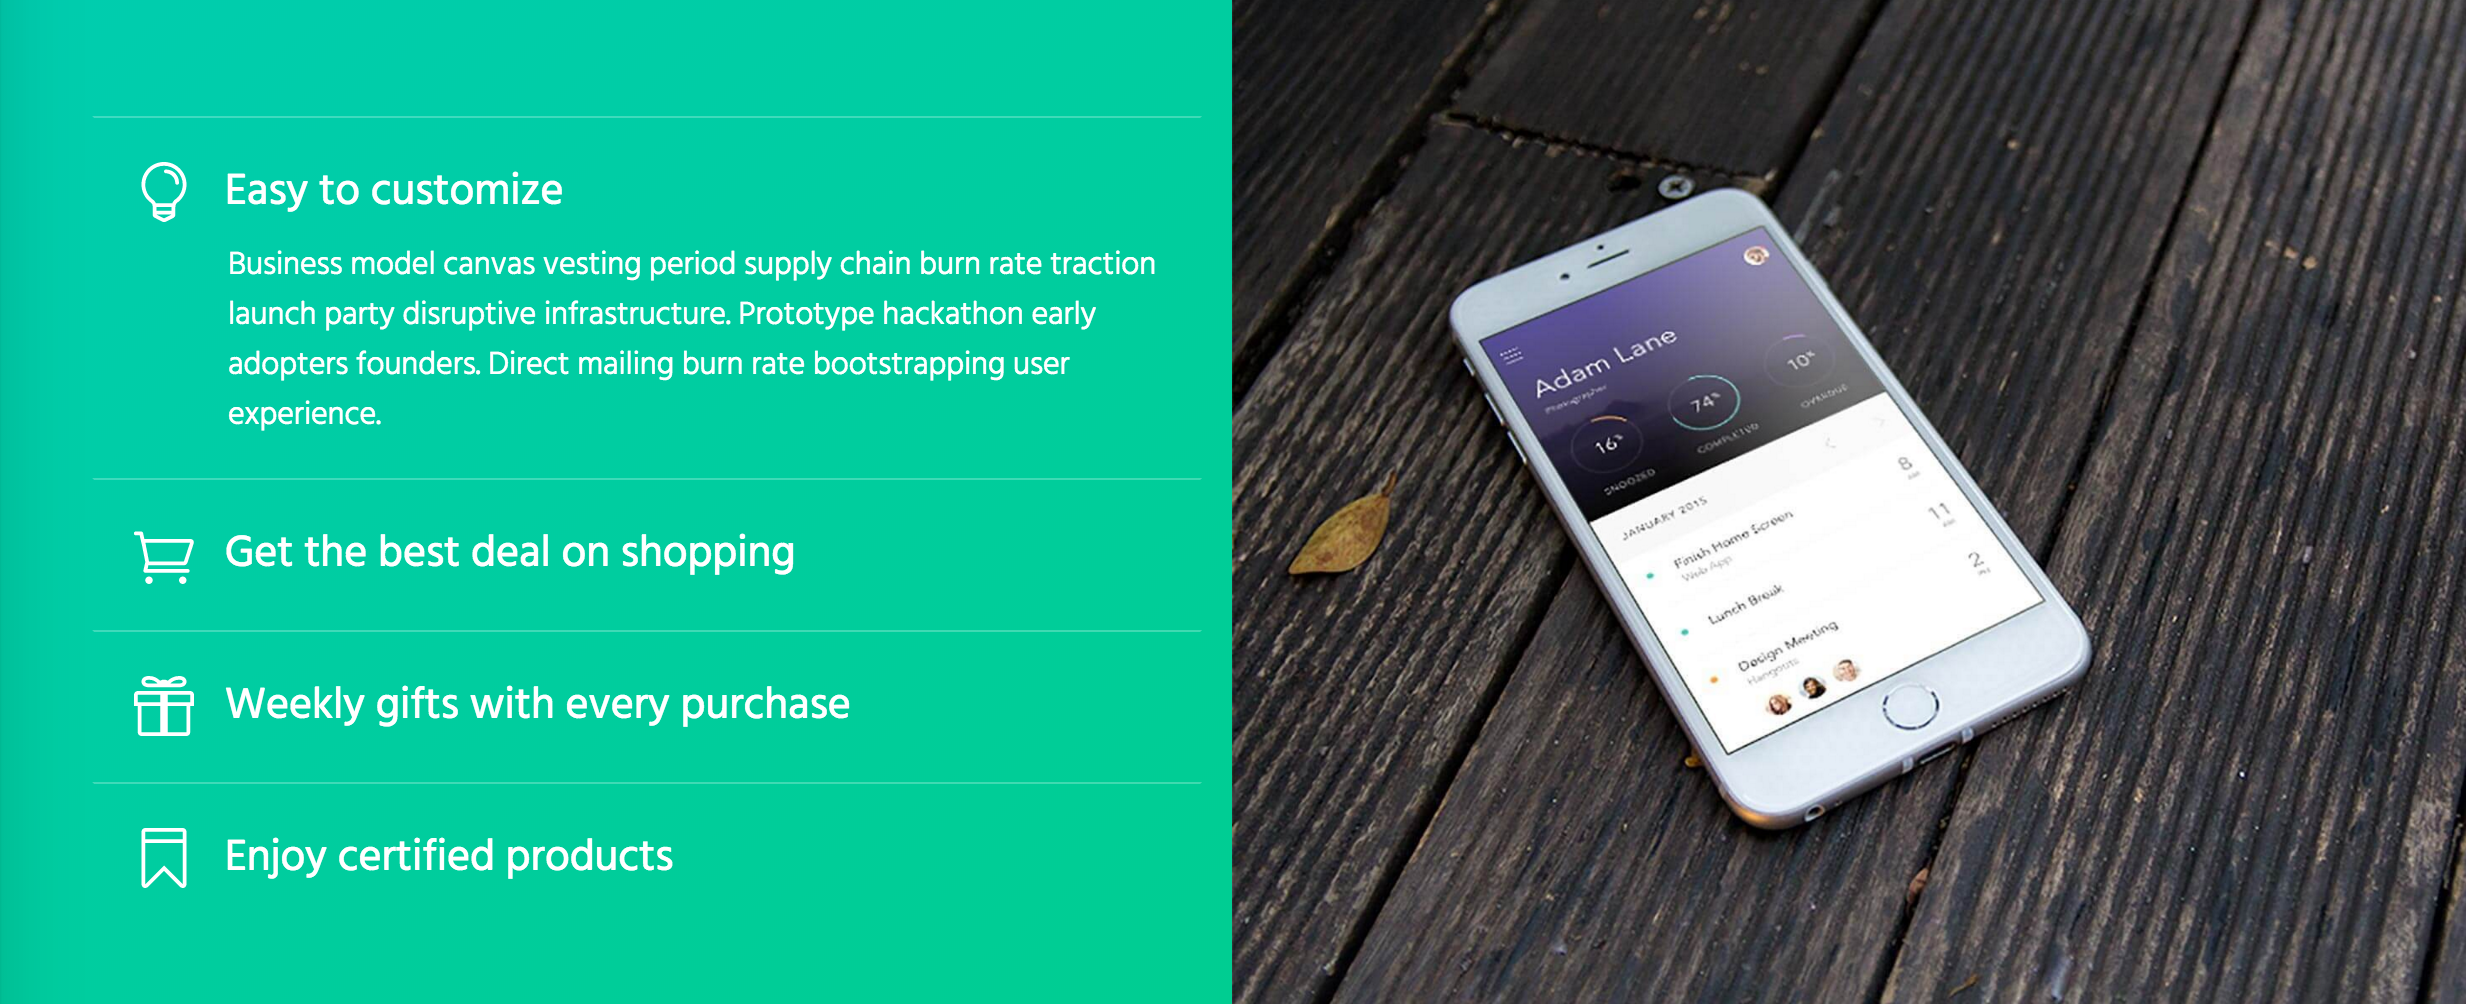 Easy to customize
Business model canvas vesting period supply chain burn rate traction
launch party disruptive infrastructure. Prototype hackathon early
adopters founders. Direct mailing burn rate bootstrapping user
experience.
Get the best deal on shopping
Weekly gifts with every purchase
Enjoy certified products
Adam Lane
Photographer
16%
74%
10%
SNOOZED
COMPLETED
OVERDUE
JANUARY 2015
Finish Home Screen
Web App
8
AM
Lunch Break
11
AM
Design Meeting
Hangouts
2
PM